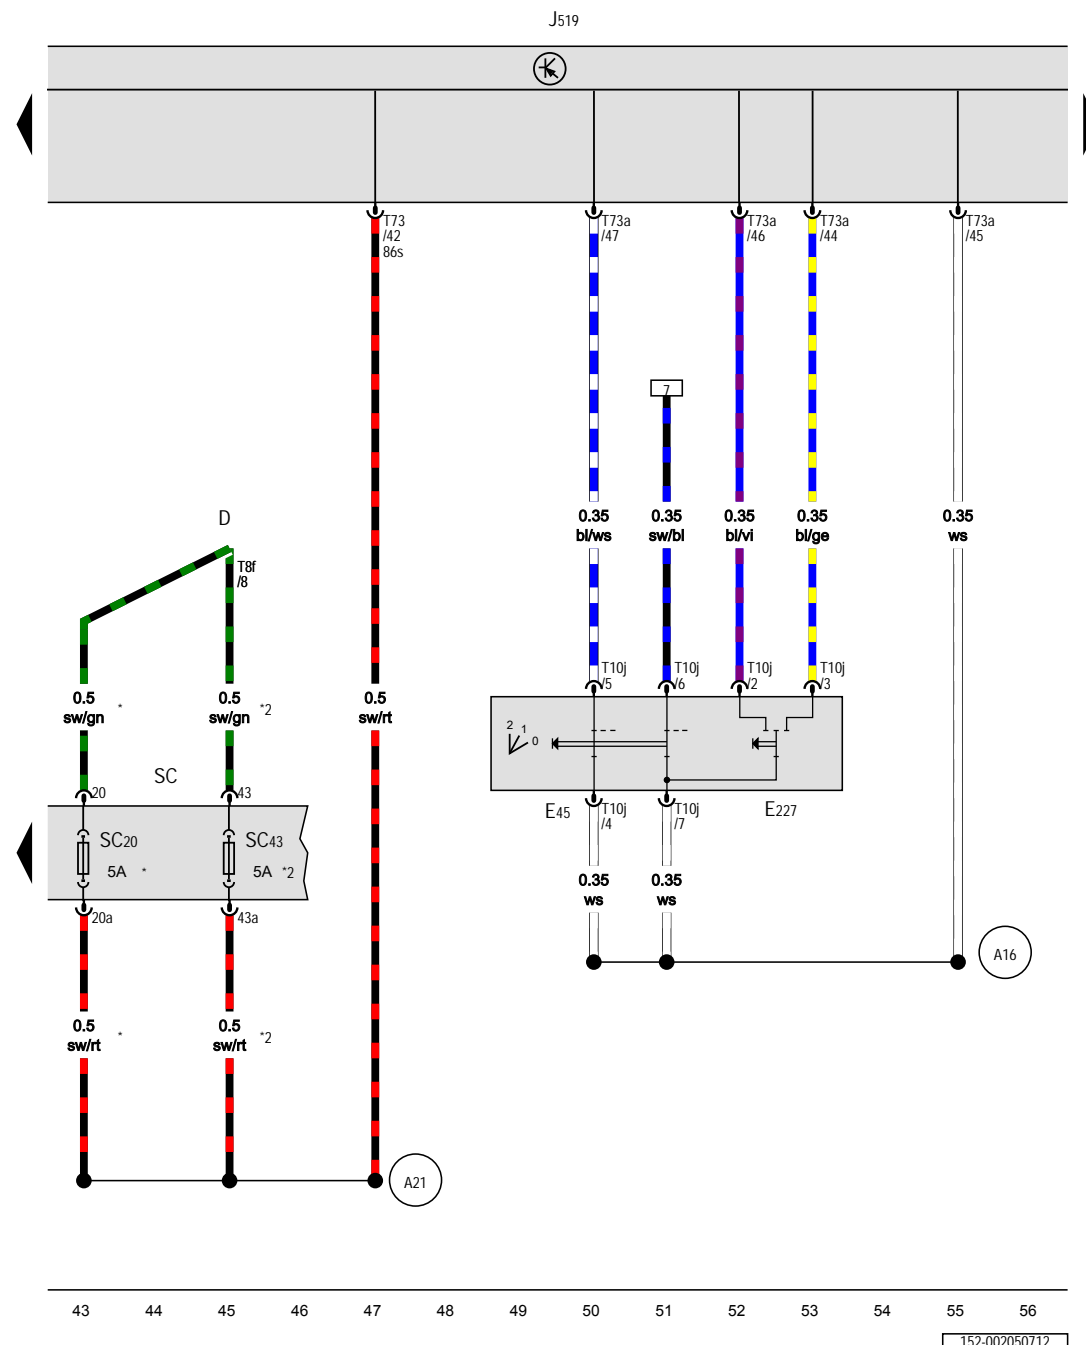 J519
T73
/42
86s
T73a
/47
T73a
/46
T73a
/44
T73a
/45
7
0.35
bl/ws
0.35
sw/bl
0.35
bl/vi
0.35
bl/ge
0.35
ws
D
T8f
/8
T10j
/5
T10j
/6
T10j
/2
T10j
/3
0.5
sw/gn
*
0.5
sw/gn
*2
0.5
sw/rt
2
1
0
SC
20
43
E45
T10j
/4
T10j
/7
E227
SC20
5A *
SC43
5A *2
0.35
ws
0.35
ws
20a
43a
A16
0.5
sw/rt
*
0.5
sw/rt
*2
A21
43 44 45 46 47 48 49 50 51 52 53 54 55 56
152-002050712